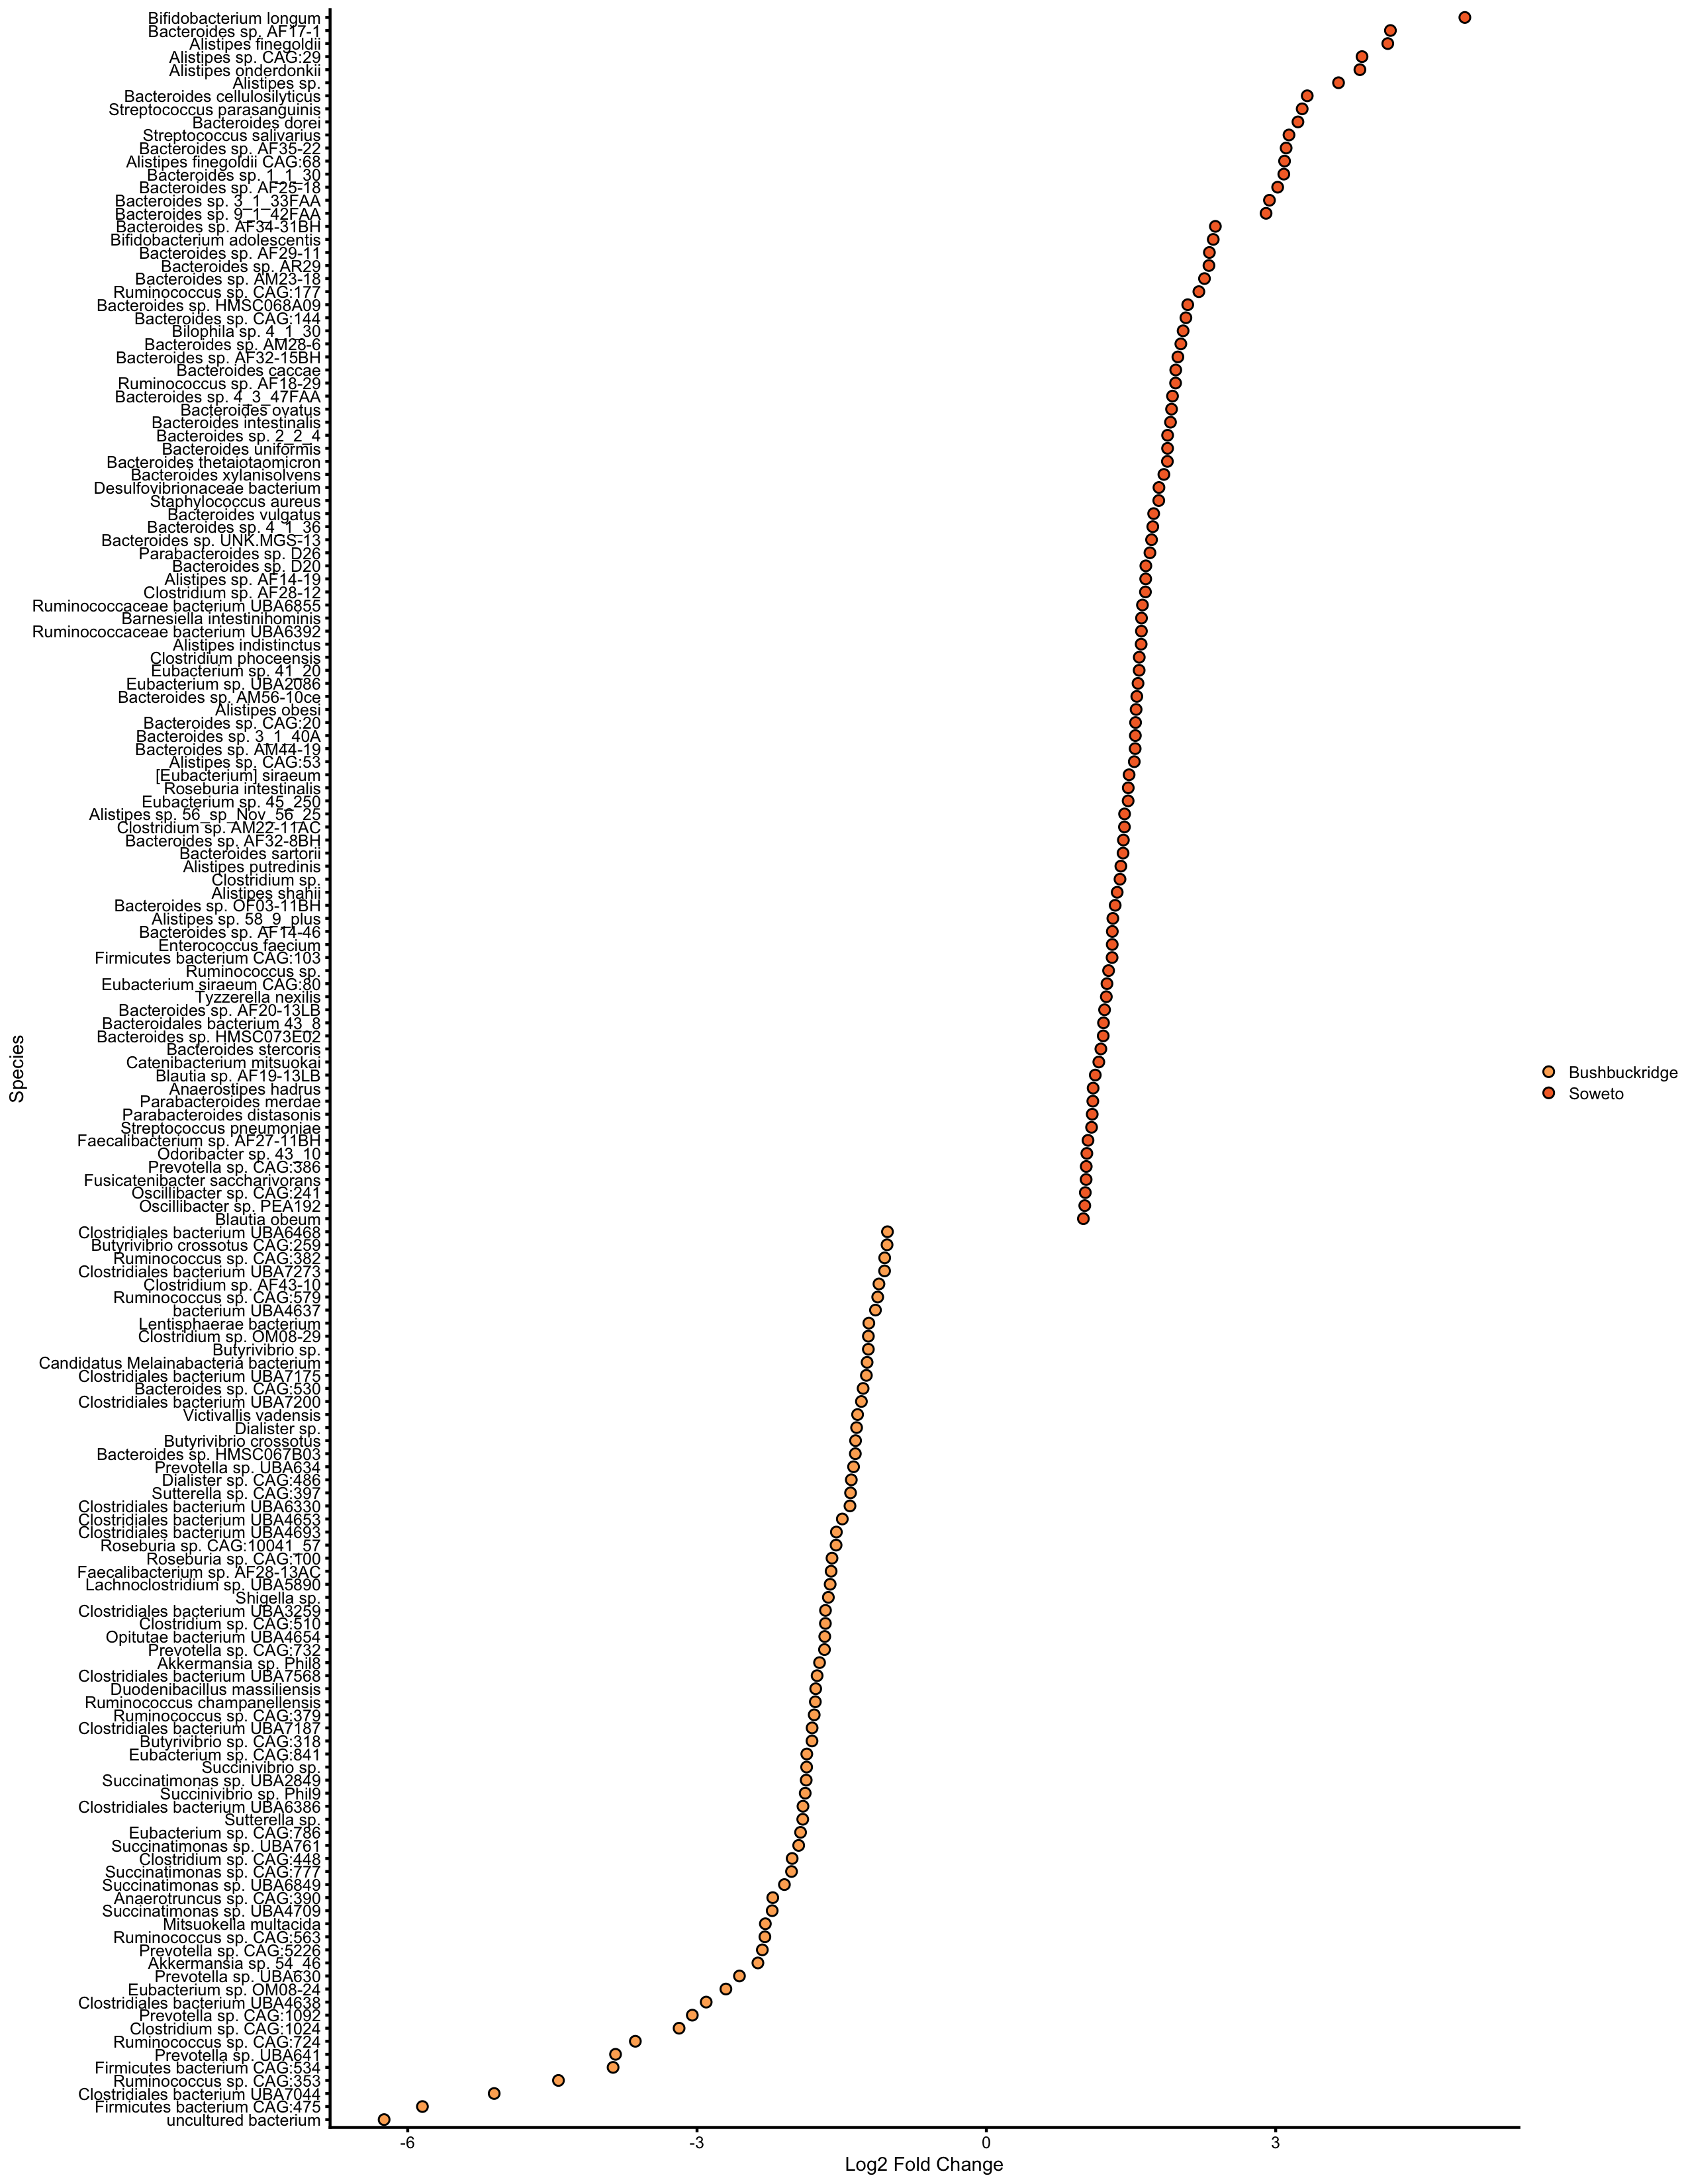 Bifidobacterium longum
Bacteroides sp. AF17-1
Alistipes finegoldii
Alistipes sp. CAG:29
Alistipes onderdonkii
Alistipes sp.
Bacteroides cellulosilyticus
Streptococcus parasanguinis
Bacteroides dorei
Streptococcus salivarius
Bacteroides sp. AF35-22
Alistipes finegoldii CAG:68
Bacteroides sp. 1_1_30
Bacteroides sp. AF25-18
Bacteroides sp. 3_1_33FAA
Bacteroides sp. 9_1_42FAA
Bacteroides sp. AF34-31BH
Bifidobacterium adolescentis
Bacteroides sp. AF29-11
Bacteroides sp. AR29
Bacteroides sp. AM23-18
Ruminococcus sp. CAG:177
Bacteroides sp. HMSC068A09
Bacteroides sp. CAG:144
Bilophila sp. 4_1_30
Bacteroides sp. AM28-6
Bacteroides sp. AF32-15BH
Bacteroides caccae
Ruminococcus sp. AF18-29
Bacteroides sp. 4_3_47FAA
Bacteroides ovatus
Bacteroides intestinalis
Bacteroides sp. 2_2_4
Bacteroides uniformis
Bacteroides thetaiotaomicron
Bacteroides xylanisolvens
Desulfovibrionaceae bacterium
Staphylococcus aureus
Bacteroides vulgatus
Bacteroides sp. 4_1_36
Bacteroides sp. UNK.MGS-13
Parabacteroides sp. D26
Bacteroides sp. D20
Alistipes sp. AF14-19
Clostridium sp. AF28-12
Ruminococcaceae bacterium UBA6855
Barnesiella intestinihominis
Ruminococcaceae bacterium UBA6392
Alistipes indistinctus
Clostridium phoceensis
Eubacterium sp. 41_20
Eubacterium sp. UBA2086
Bacteroides sp. AM56-10ce
Alistipes obesi
Bacteroides sp. CAG:20
Bacteroides sp. 3_1_40A
Bacteroides sp. AM44-19
Alistipes sp. CAG:53
[Eubacterium] siraeum
Roseburia intestinalis
Eubacterium sp. 45_250
Alistipes sp. 56_sp_Nov_56_25
Clostridium sp. AM22-11AC
Bacteroides sp. AF32-8BH
Bacteroides sartorii
Alistipes putredinis
Clostridium sp.
Alistipes shahii
Bacteroides sp. OF03-11BH
Alistipes sp. 58_9_plus
Bacteroides sp. AF14-46
Enterococcus faecium
Firmicutes bacterium CAG:103
Ruminococcus sp.
Eubacterium siraeum CAG:80
Tyzzerella nexilis
Bacteroides sp. AF20-13LB
Bacteroidales bacterium 43_8
Bacteroides sp. HMSC073E02
Bacteroides stercoris
Catenibacterium mitsuokai
Blautia sp. AF19-13LB
Anaerostipes hadrus
Parabacteroides merdae
Parabacteroides distasonis
Streptococcus pneumoniae
Faecalibacterium sp. AF27-11BH
Odoribacter sp. 43_10
Prevotella sp. CAG:386
Fusicatenibacter saccharivorans
Oscillibacter sp. CAG:241
Oscillibacter sp. PEA192
Blautia obeum
Clostridiales bacterium UBA6468
Butyrivibrio crossotus CAG:259
Ruminococcus sp. CAG:382
Clostridiales bacterium UBA7273
Clostridium sp. AF43-10
Ruminococcus sp. CAG:579
bacterium UBA4637
Lentisphaerae bacterium
Clostridium sp. OM08-29
Butyrivibrio sp.
Candidatus Melainabacteria bacterium
Clostridiales bacterium UBA7175
Bacteroides sp. CAG:530
Clostridiales bacterium UBA7200
Victivallis vadensis
Dialister sp.
Butyrivibrio crossotus
Bacteroides sp. HMSC067B03
Prevotella sp. UBA634
Dialister sp. CAG:486
Sutterella sp. CAG:397
Clostridiales bacterium UBA6330
Clostridiales bacterium UBA4653
Clostridiales bacterium UBA4693
Roseburia sp. CAG:10041_57
Roseburia sp. CAG:100
Faecalibacterium sp. AF28-13AC
Lachnoclostridium sp. UBA5890
Shigella sp.
Clostridiales bacterium UBA3259
Clostridium sp. CAG:510
Opitutae bacterium UBA4654
Prevotella sp. CAG:732
Akkermansia sp. Phil8
Clostridiales bacterium UBA7568
Duodenibacillus massiliensis
Ruminococcus champanellensis
Ruminococcus sp. CAG:379
Clostridiales bacterium UBA7187
Butyrivibrio sp. CAG:318
Eubacterium sp. CAG:841
Succinivibrio sp.
Succinatimonas sp. UBA2849
Succinivibrio sp. Phil9
Clostridiales bacterium UBA6386
Sutterella sp.
Eubacterium sp. CAG:786
Succinatimonas sp. UBA761
Clostridium sp. CAG:448
Succinatimonas sp. CAG:777
Succinatimonas sp. UBA6849
Anaerotruncus sp. CAG:390
Succinatimonas sp. UBA4709
Mitsuokella multacida
Ruminococcus sp. CAG:563
Prevotella sp. CAG:5226
Akkermansia sp. 54_46
Prevotella sp. UBA630
Eubacterium sp. OM08-24
Clostridiales bacterium UBA4638
Prevotella sp. CAG:1092
Clostridium sp. CAG:1024
Ruminococcus sp. CAG:724
Prevotella sp. UBA641
Firmicutes bacterium CAG:534
Ruminococcus sp. CAG:353
Clostridiales bacterium UBA7044
Firmicutes bacterium CAG:475
uncultured bacterium
Species
-6 -3 0 3
Log2 Fold Change
Bushbuckridge
Soweto